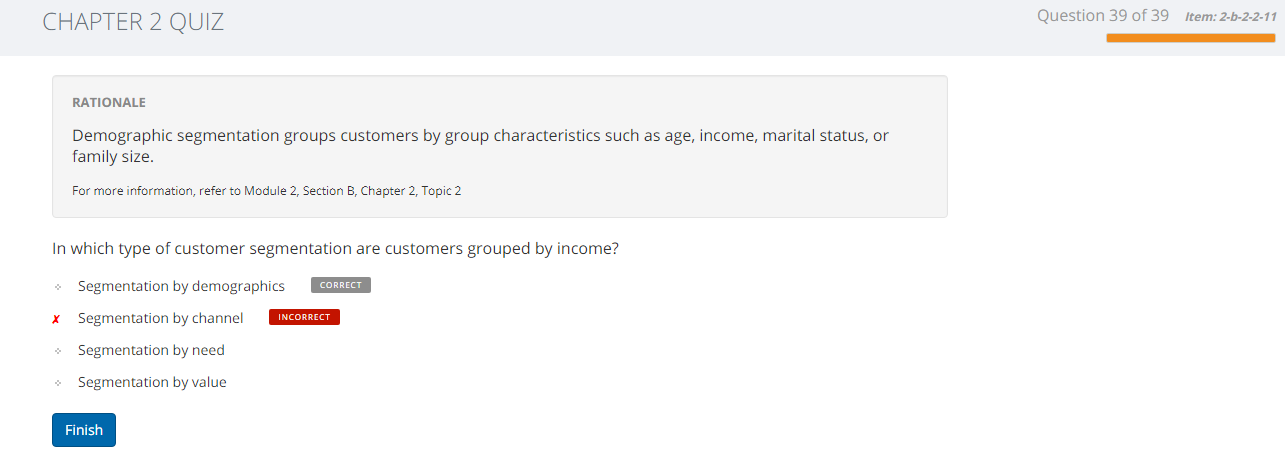 CHAPTER 2 QUIZ
Question 39 of 39 Item: 2-b-2-2-11
RATIONALE
Demographic segmentation groups customers by group characteristics such as age, income, marital status, or
family size.
For more information, refer to Module 2, Section B, Chapter 2, Topic 2
In which type of customer segmentation are customers grouped by income?
Segmentation by demographics CORRECT
✗ Segmentation by channel INCORRECT
Segmentation by need
Segmentation by value
Finish